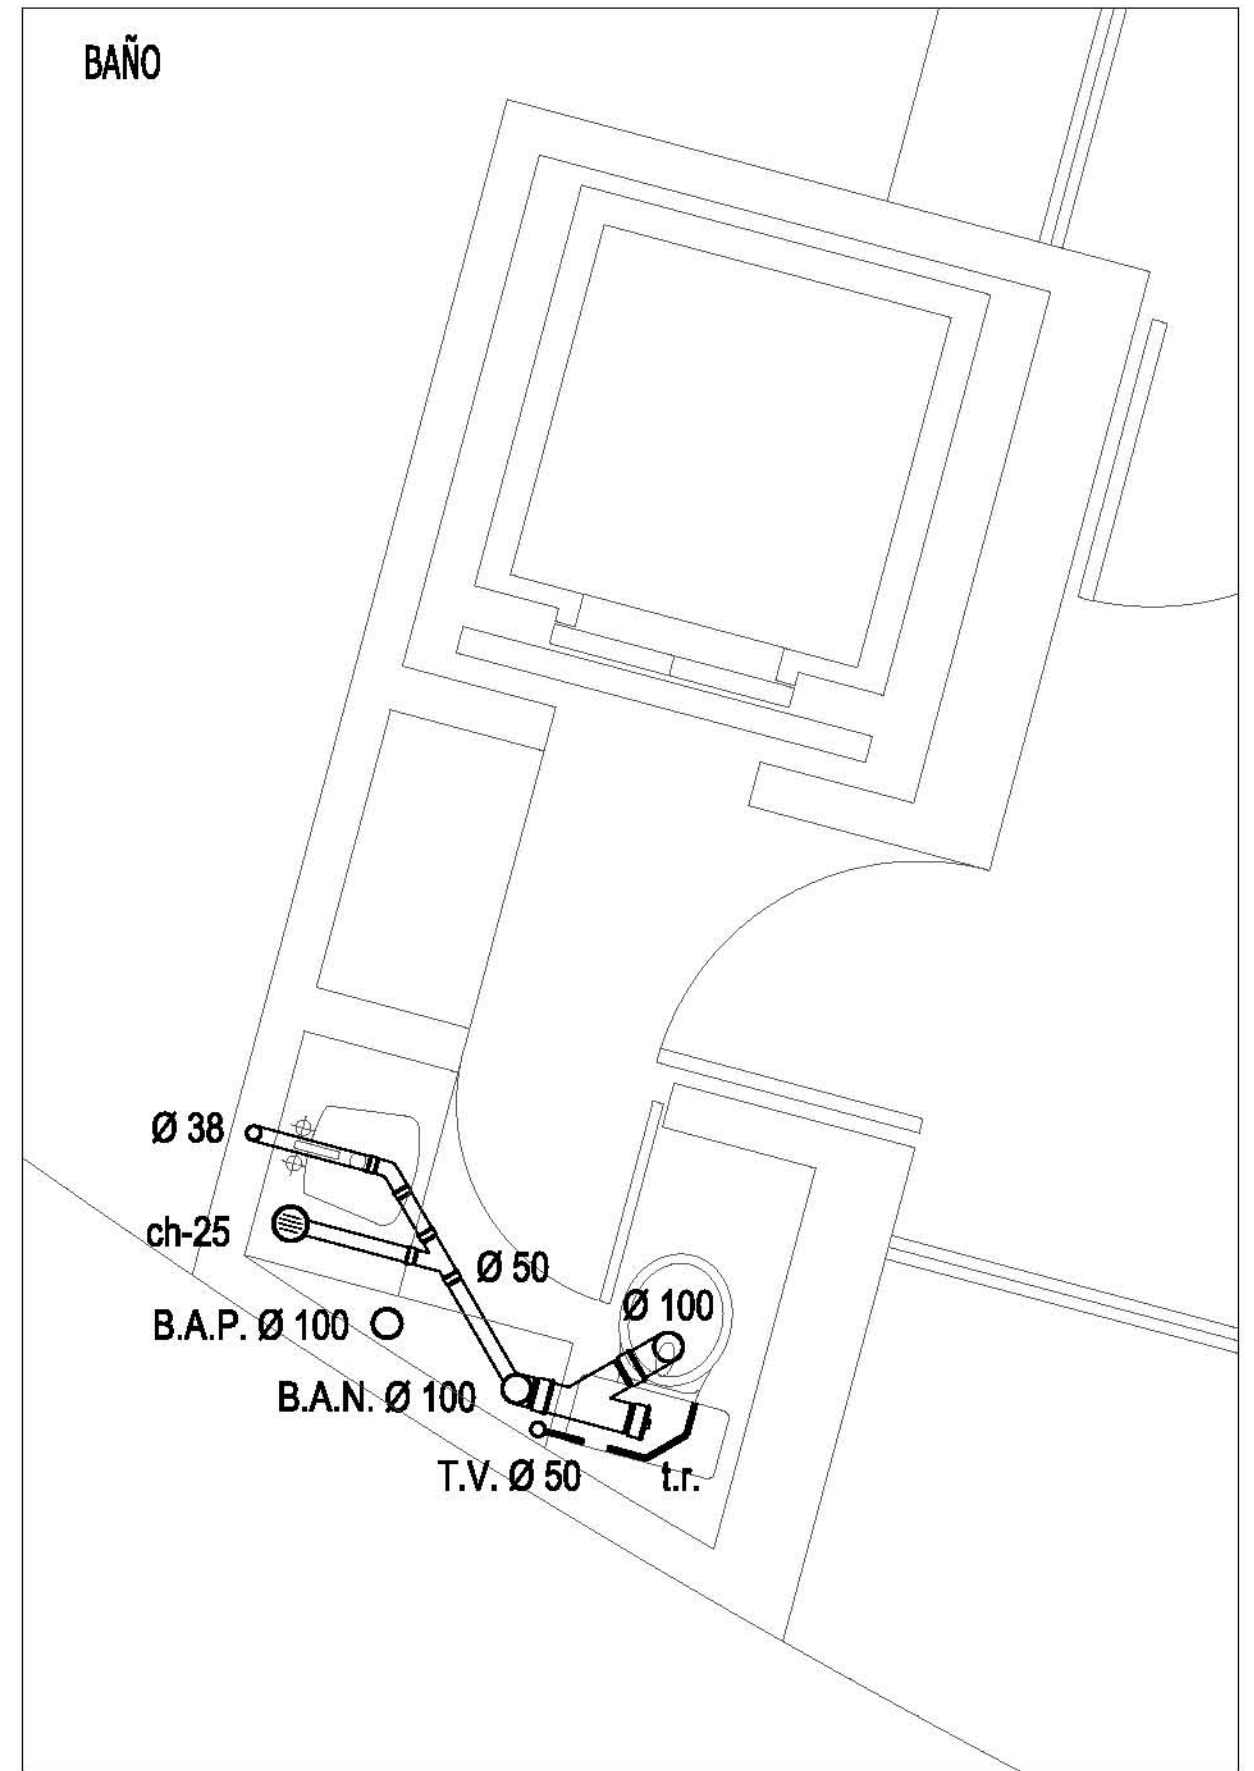 BAÑO
Ø 38
ch-25
Ø 50
Ø 100
B.A.P. Ø 100
B.A.N. Ø 100
T.V. Ø 50
t.r.